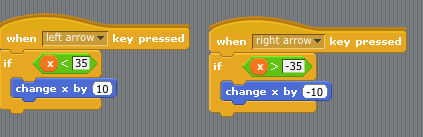 when left arrow key pressed
if x < 35
change x by 10
when right arrow key pressed
if x > -35
change x by -10